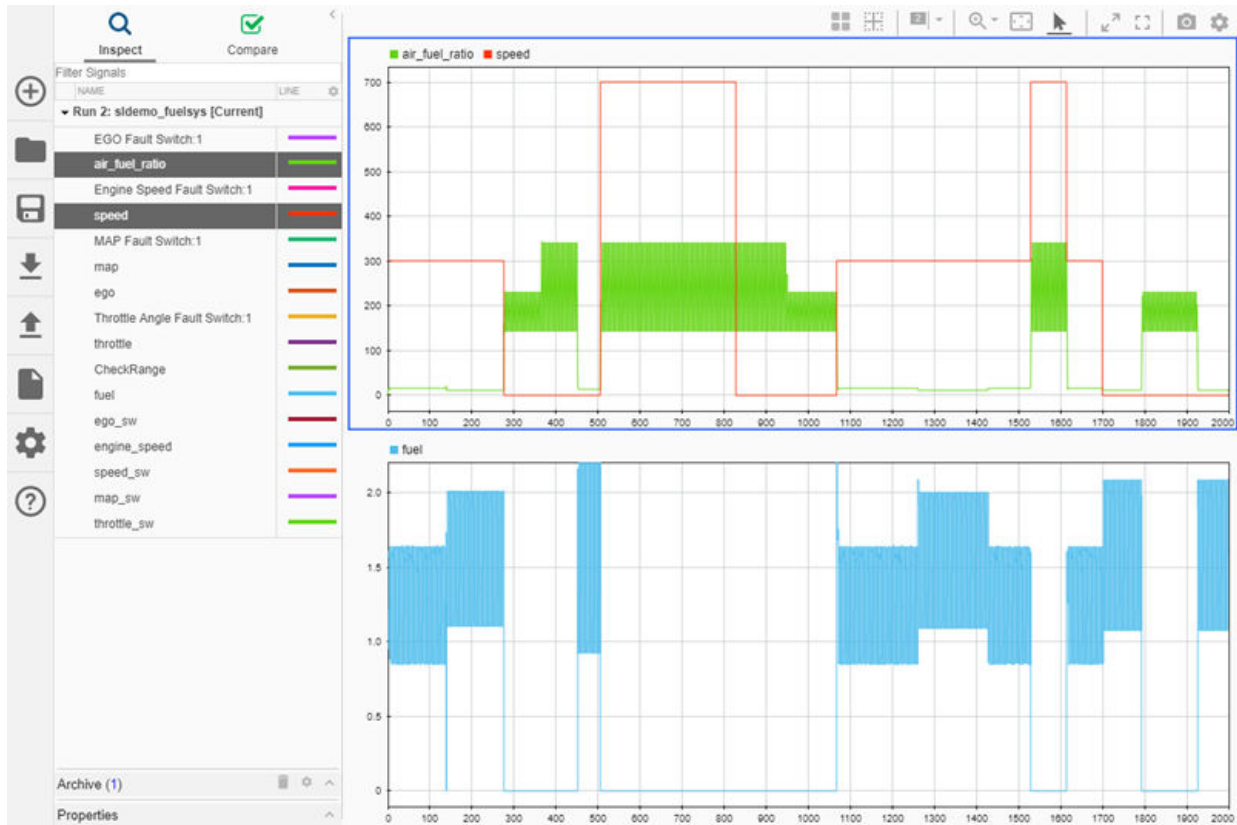 Inspect
Compare
Filter Signals
NAME LINE
Run 2: sldemo_fuelsys [Current]
EGO Fault Switch:1
air_fuel_ratio
Engine Speed Fault Switch:1
speed
MAP Fault Switch:1
map
ego
Throttle Angle Fault Switch:1
throttle
CheckRange
fuel
ego_sw
engine_speed
speed_sw
map_sw
throttle_sw
Archive (1)
Properties
2
air_fuel_ratio speed
700
600
500
400
300
200
100
0
0 100 200 300 400 500 600 700 800 900 1000 1100 1200 1300 1400 1500 1600 1700 1800 1900 2000
fuel
2.0
1.5
1.0
0.5
0
0 100 200 300 400 500 600 700 800 900 1000 1100 1200 1300 1400 1500 1600 1700 1800 1900 2000